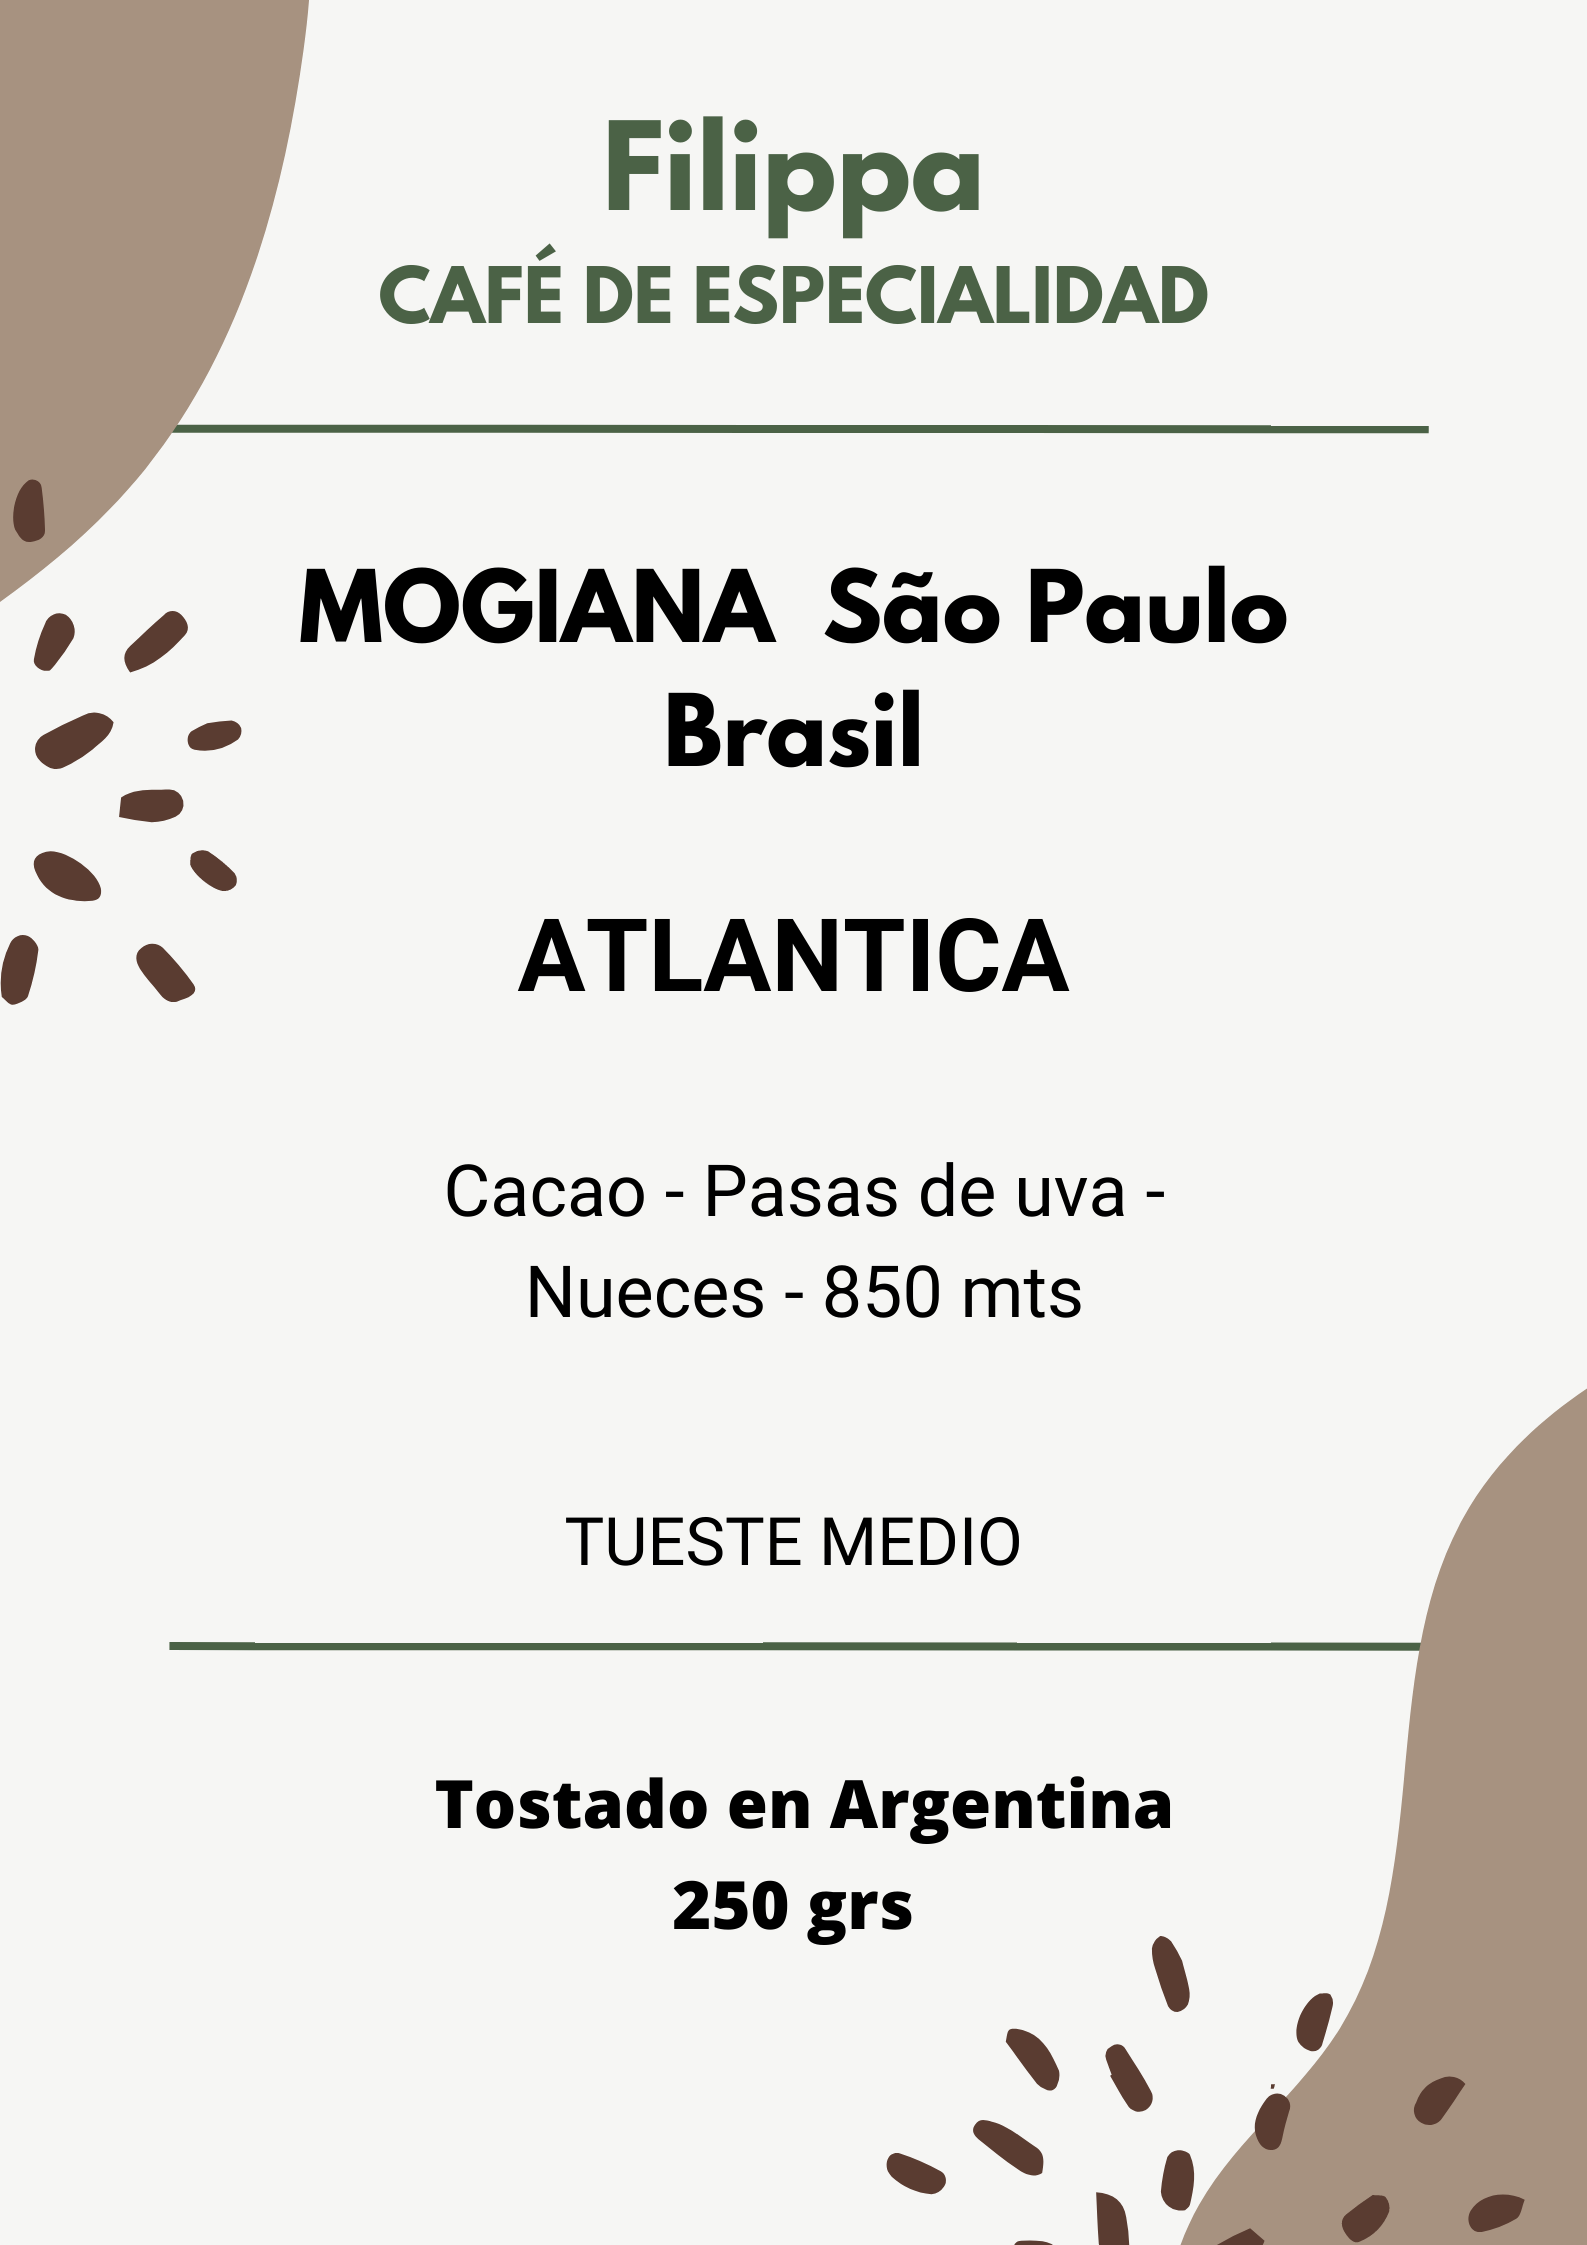 Filippa
CAFÉ DE ESPECIALIDAD
MOGIANA São Paulo
Brasil
ATLANTICA
Cacao - Pasas de uva -
Nueces - 850 mts
TUESTE MEDIO
Tostado en Argentina
250 grs